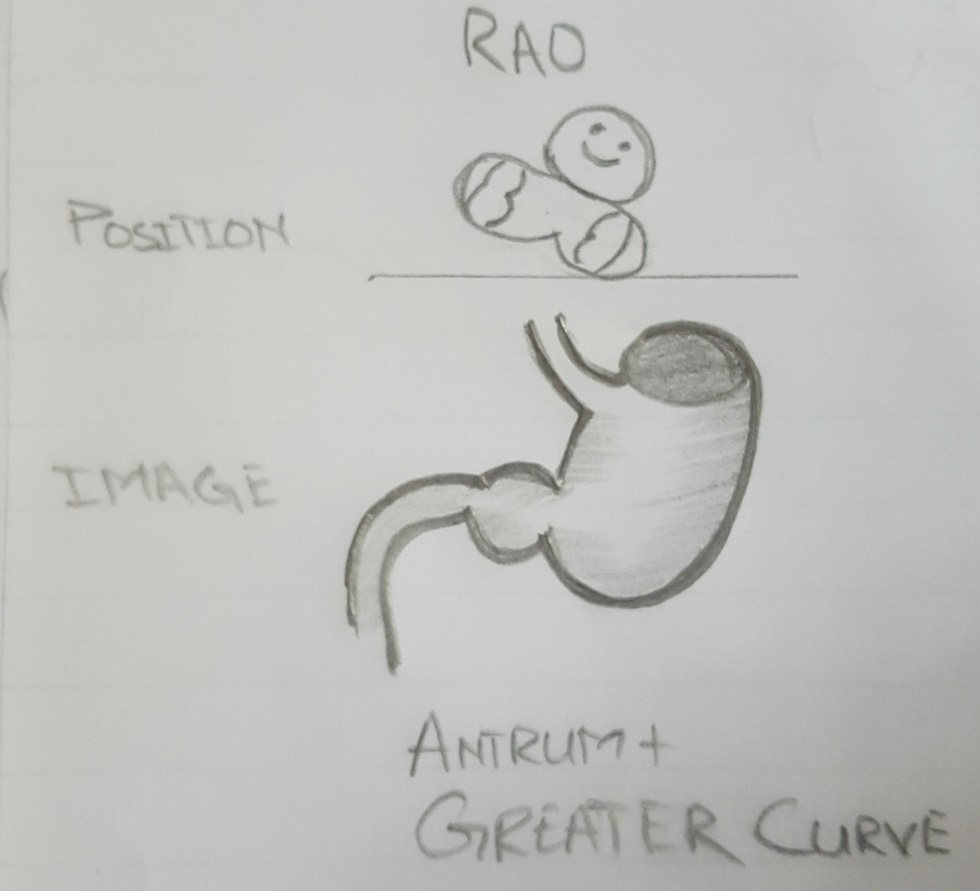 RAO
POSITION
IMAGE
ANTRUM +
GREATER CURVE